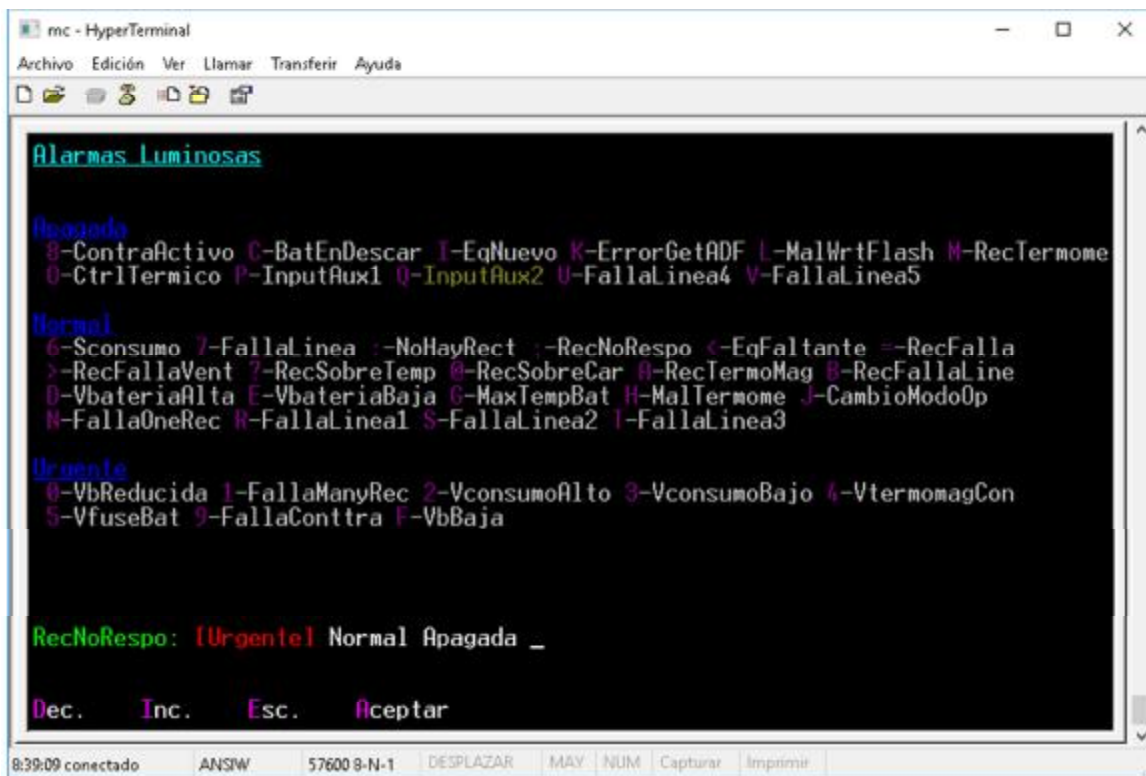 mc - HyperTerminal
Archivo Edición Ver Llamar Transferir Ayuda
Alarmas Luminosas
Apagada
8-ContraActivo C-BatEnDescar I-EqNuevo K-ErrorGetADF L-MalWrtFlash M-RecTermome
O-CtrlTermico P-InputAux1 Q-InputAux2 U-FallaLinea4 V-FallaLinea5
Normal
6-Sconsumo 7-FallaLinea :-NoHayRect ;-RecNoRespo <-EqFaltante =-RecFalla
>-RecFallaVent ?-RecSobreTemp @-RecSobreCar A-RecTermoMag B-RecFallaLine
D-VbateriaAlta E-VbateriaBaja G-MaxTempBat H-MalTermome J-CambioModoOp
N-FallaOneRec R-FallaLinea1 S-FallaLinea2 T-FallaLinea3
Urgente
0-VbReducida 1-FallaManyRec 2-VconsumoAlto 3-VconsumoBajo 4-VtermomagCon
5-VfuseBat 9-FallaConttra F-VbBaja
RecNoRespo: [Urgente] Normal Apagada _
Dec. Inc. Esc. Aceptar
8:39:09 conectado ANSIW 57600 8-N-1 DESPLAZAR MAY NUM Capturar Imprimir